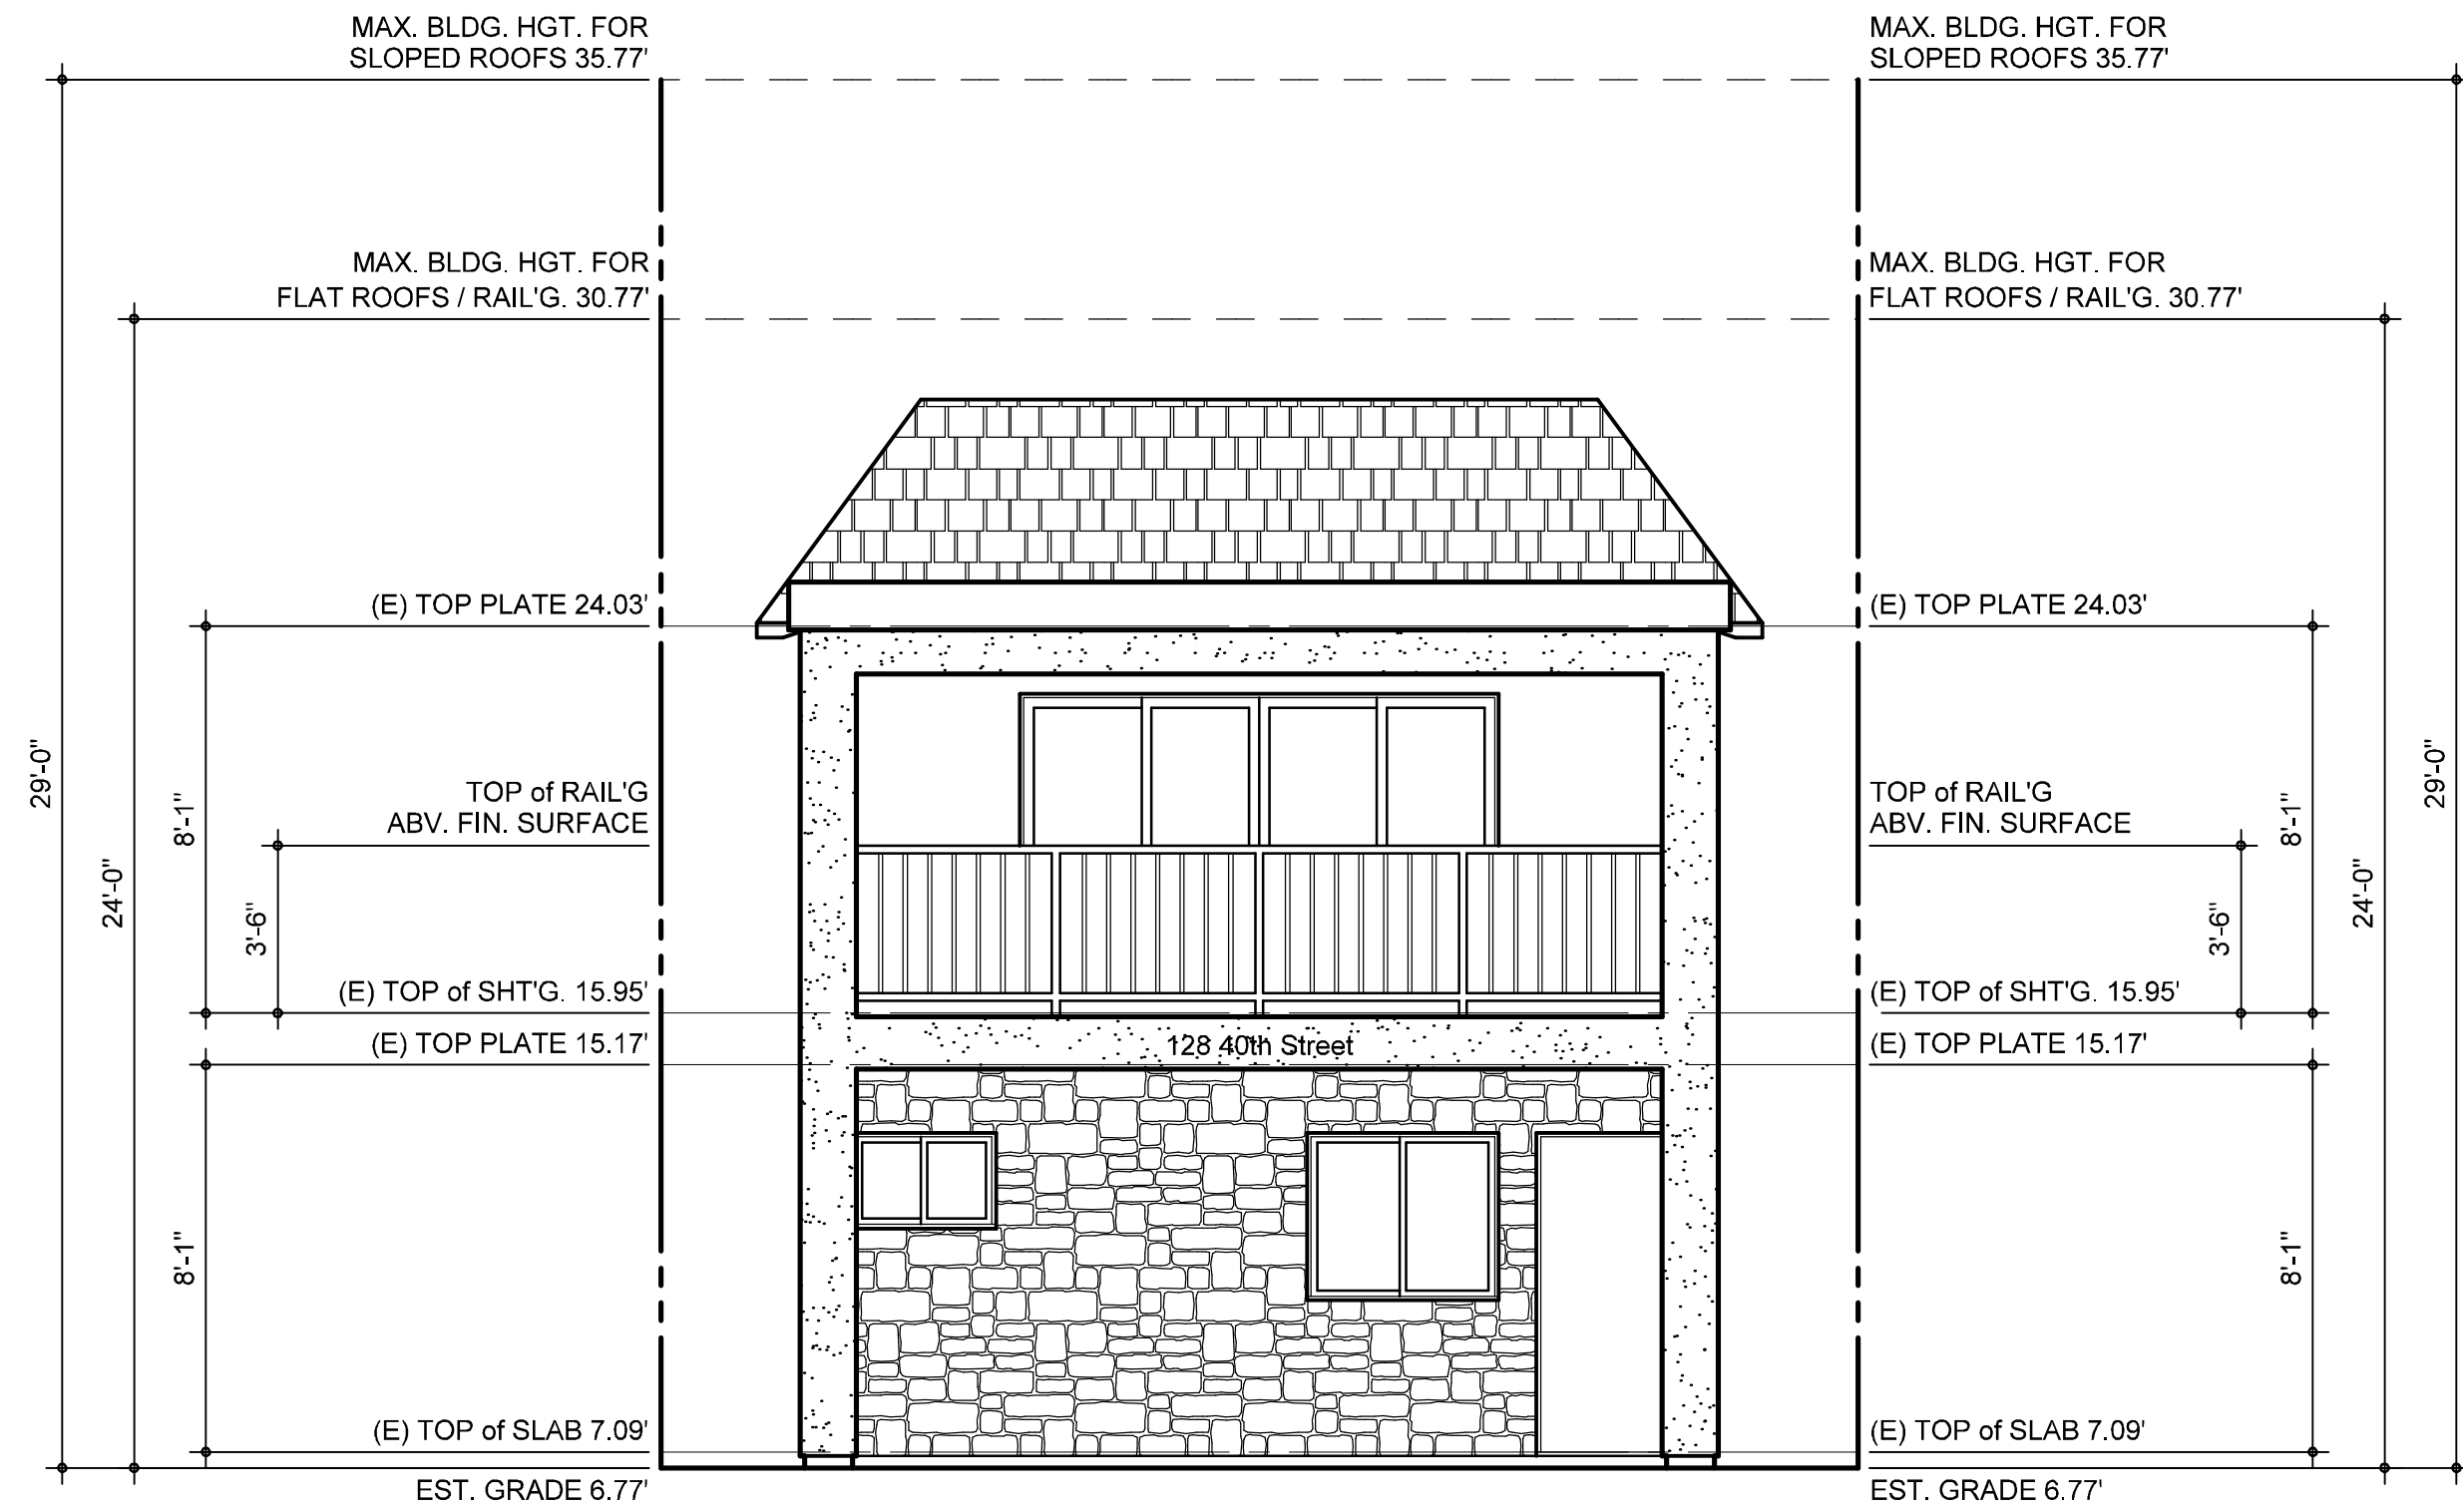 MAX. BLDG. HGT. FOR
SLOPED ROOFS 35.77'
MAX. BLDG. HGT. FOR
SLOPED ROOFS 35.77'
MAX. BLDG. HGT. FOR
FLAT ROOFS / RAIL'G. 30.77'
MAX. BLDG. HGT. FOR
FLAT ROOFS / RAIL'G. 30.77'
(E) TOP PLATE 24.03'
(E) TOP PLATE 24.03'
29'-0"
24'-0"
8'-1"
3'-6"
TOP of RAIL'G
ABV. FIN. SURFACE
TOP of RAIL'G
ABV. FIN. SURFACE
3'-6"
8'-1"
24'-0"
29'-0"
(E) TOP of SHT'G. 15.95'
(E) TOP of SHT'G. 15.95'
(E) TOP PLATE 15.17'
128 40th Street
(E) TOP PLATE 15.17'
8'-1"
8'-1"
(E) TOP of SLAB 7.09'
(E) TOP of SLAB 7.09'
EST. GRADE 6.77'
EST. GRADE 6.77'